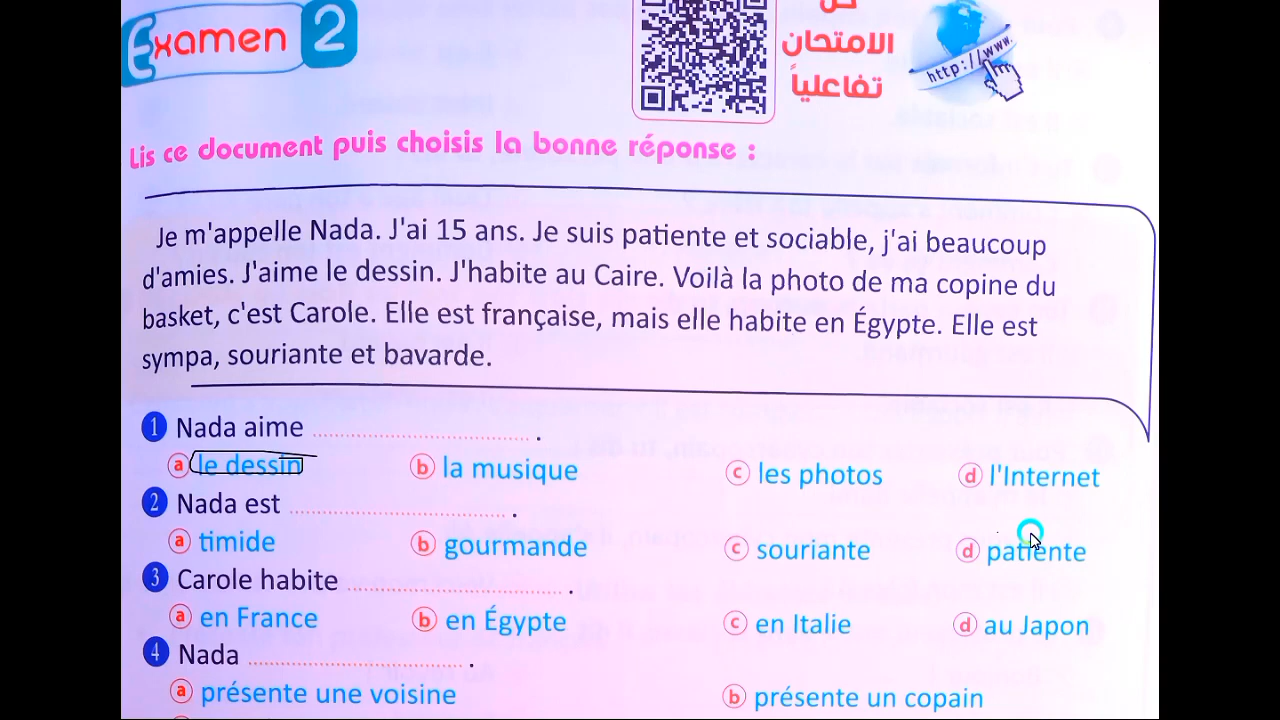 Examen 2
الامتحان
تفاعلياً
http://www.
Lis ce document puis choisis la bonne réponse :
Je m'appelle Nada. J'ai 15 ans. Je suis patiente et sociable, j'ai beaucoup
d'amies. J'aime le dessin. J'habite au Caire. Voilà la photo de ma copine du
basket, c'est Carole. Elle est française, mais elle habite en Égypte. Elle est
sympa, souriante et bavarde.
1 Nada aime .................... .
a le dessin b la musique c les photos d l'Internet
2 Nada est .................... .
a timide b gourmande c souriante d patiente
3 Carole habite .................... .
a en France b en Égypte c en Italie d au Japon
4 Nada .................... .
a présente une voisine b présente un copain